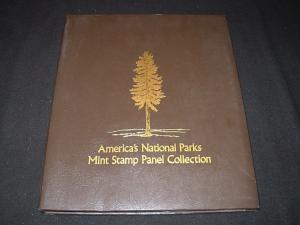 America's National Parks
Mint Stamp Panel Collection